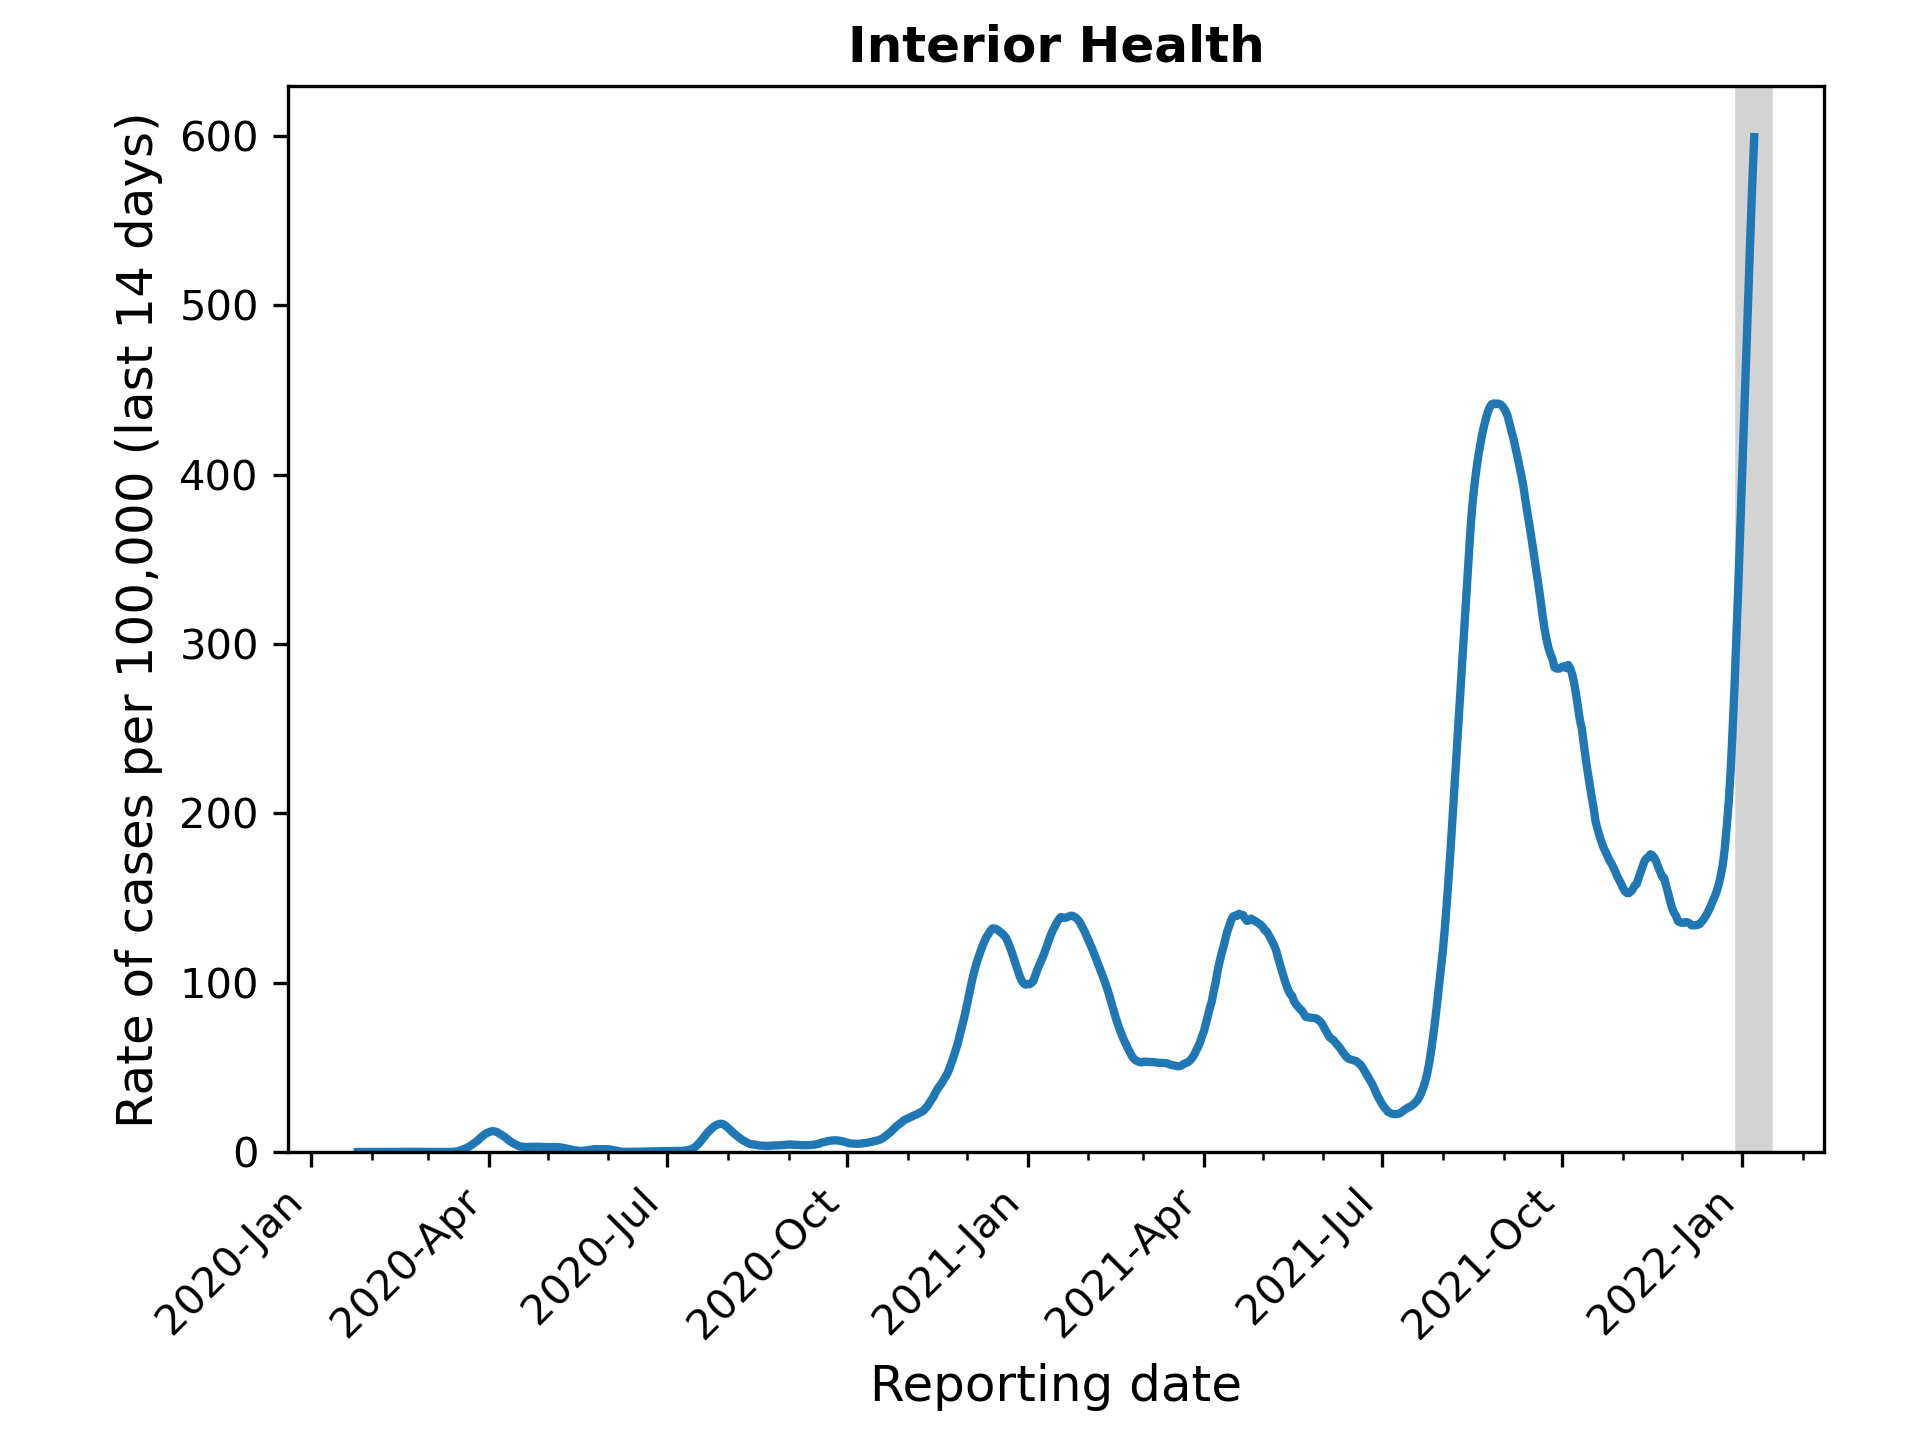 Interior Health
Rate of cases per 100,000 (last 14 days)
600
500
400
300
200
100
0
2020-Jan
2020-Apr
2020-Jul
2020-Oct
2021-Jan
2021-Apr
2021-Jul
2021-Oct
2022-Jan
Reporting date